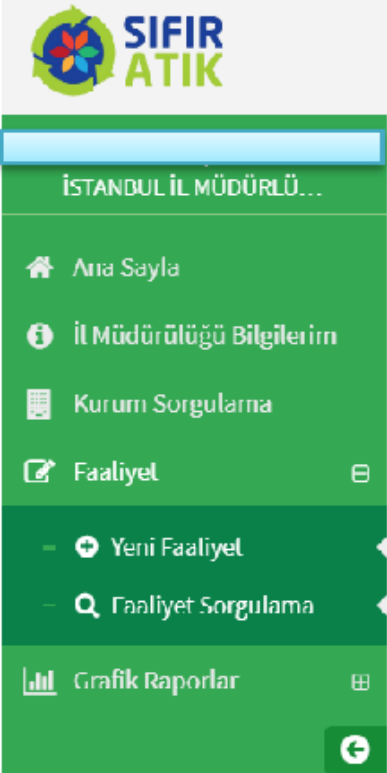 SIFIR
ATIK
İSTANBUL İL MÜDÜRLÜ...
Ana Sayfa
İl Müdürülüğü Bilgilerim
Kurum Sorgulama
Faaliyet
Yeni Faaliyet
Faaliyet Sorgulama
Grafik Raporlar